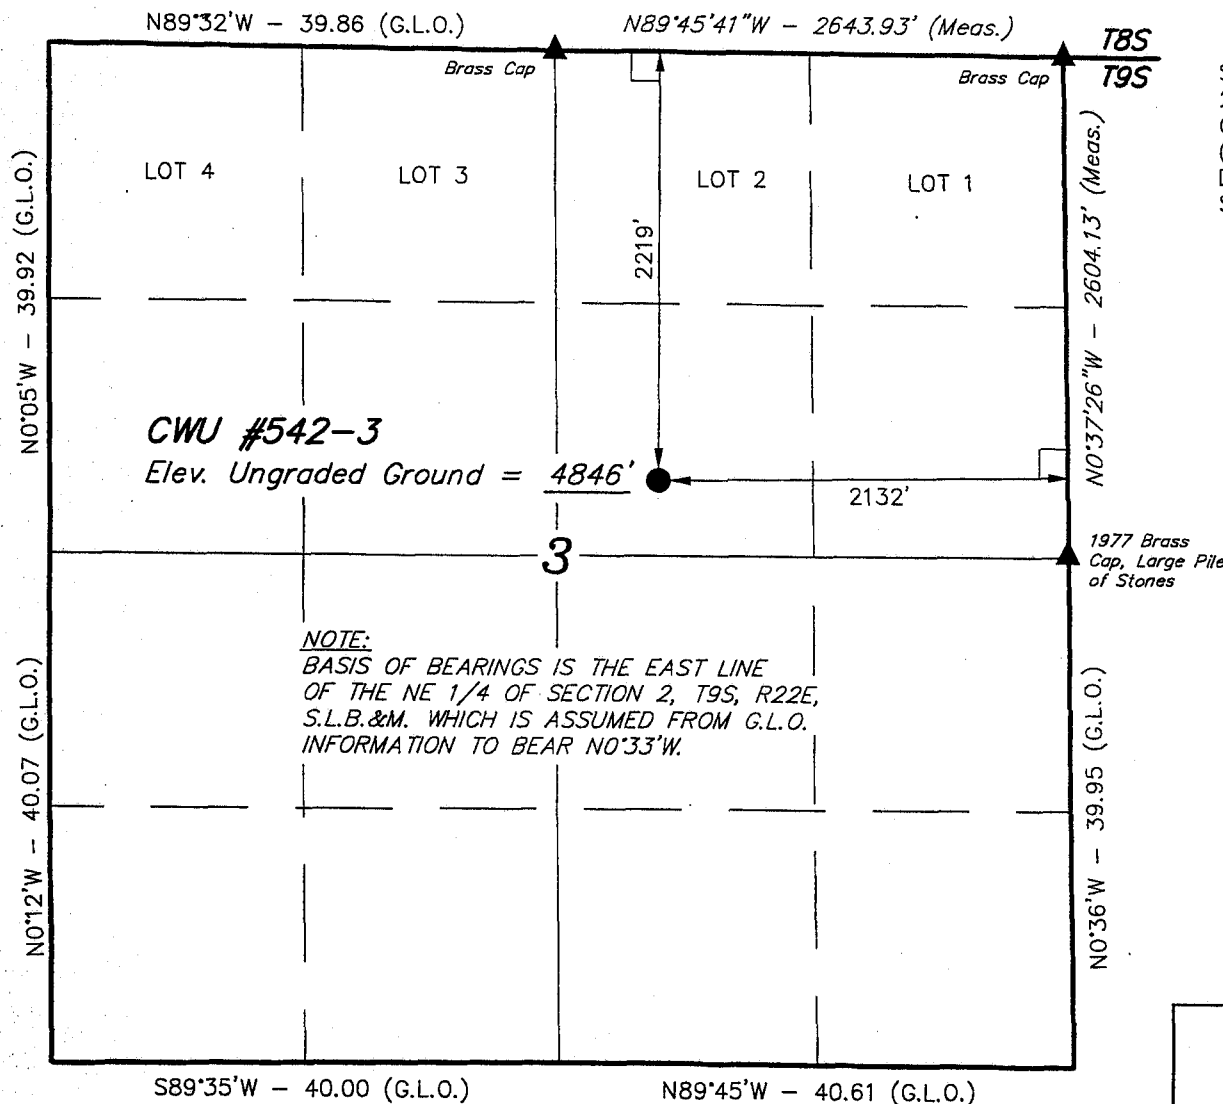 N89°32'W - 39.86 (G.L.O.)
N89°45'41"W - 2643.93' (Meas.)
T8S
T9S
Brass Cap
Brass Cap
LOT 4
LOT 3
LOT 2
LOT 1
N0°05'W - 39.92 (G.L.O.)
2219'
N0°37'26"W - 2604.13' (Meas.)
CWU #542-3
Elev. Ungraded Ground = 4846'
2132'
3
1977 Brass
Cap, Large Pile
of Stones
NOTE:
BASIS OF BEARINGS IS THE EAST LINE
OF THE NE 1/4 OF SECTION 2, T9S, R22E,
S.L.B.&M. WHICH IS ASSUMED FROM G.L.O.
INFORMATION TO BEAR N0°33'W.
N0°12'W - 40.07 (G.L.O.)
N0°36'W - 39.95 (G.L.O.)
S89°35'W - 40.00 (G.L.O.)
N89°45'W - 40.61 (G.L.O.)